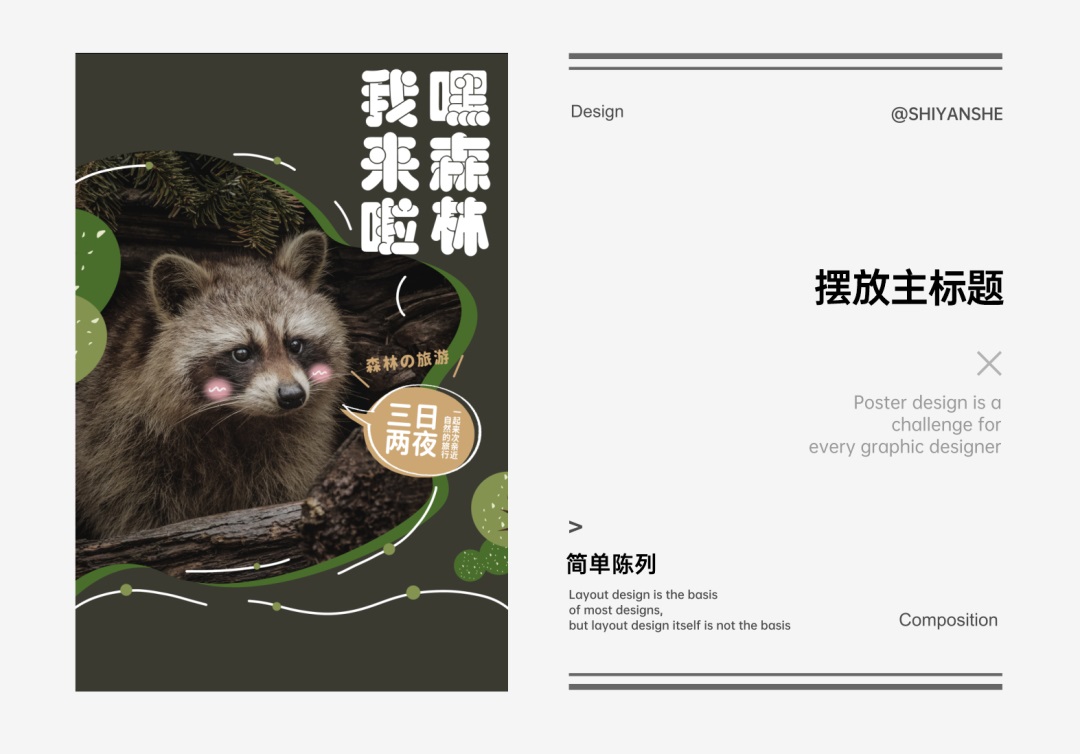 嘿森林
我来啦
森林の旅游
三日
两夜
一起来次亲近
自然的旅行
Design
@SHIYANSHE
摆放主标题
Poster design is a
challenge for
every graphic designer
>
简单陈列
Layout design is the basis
of most designs,
but layout design itself is not the basis
Composition